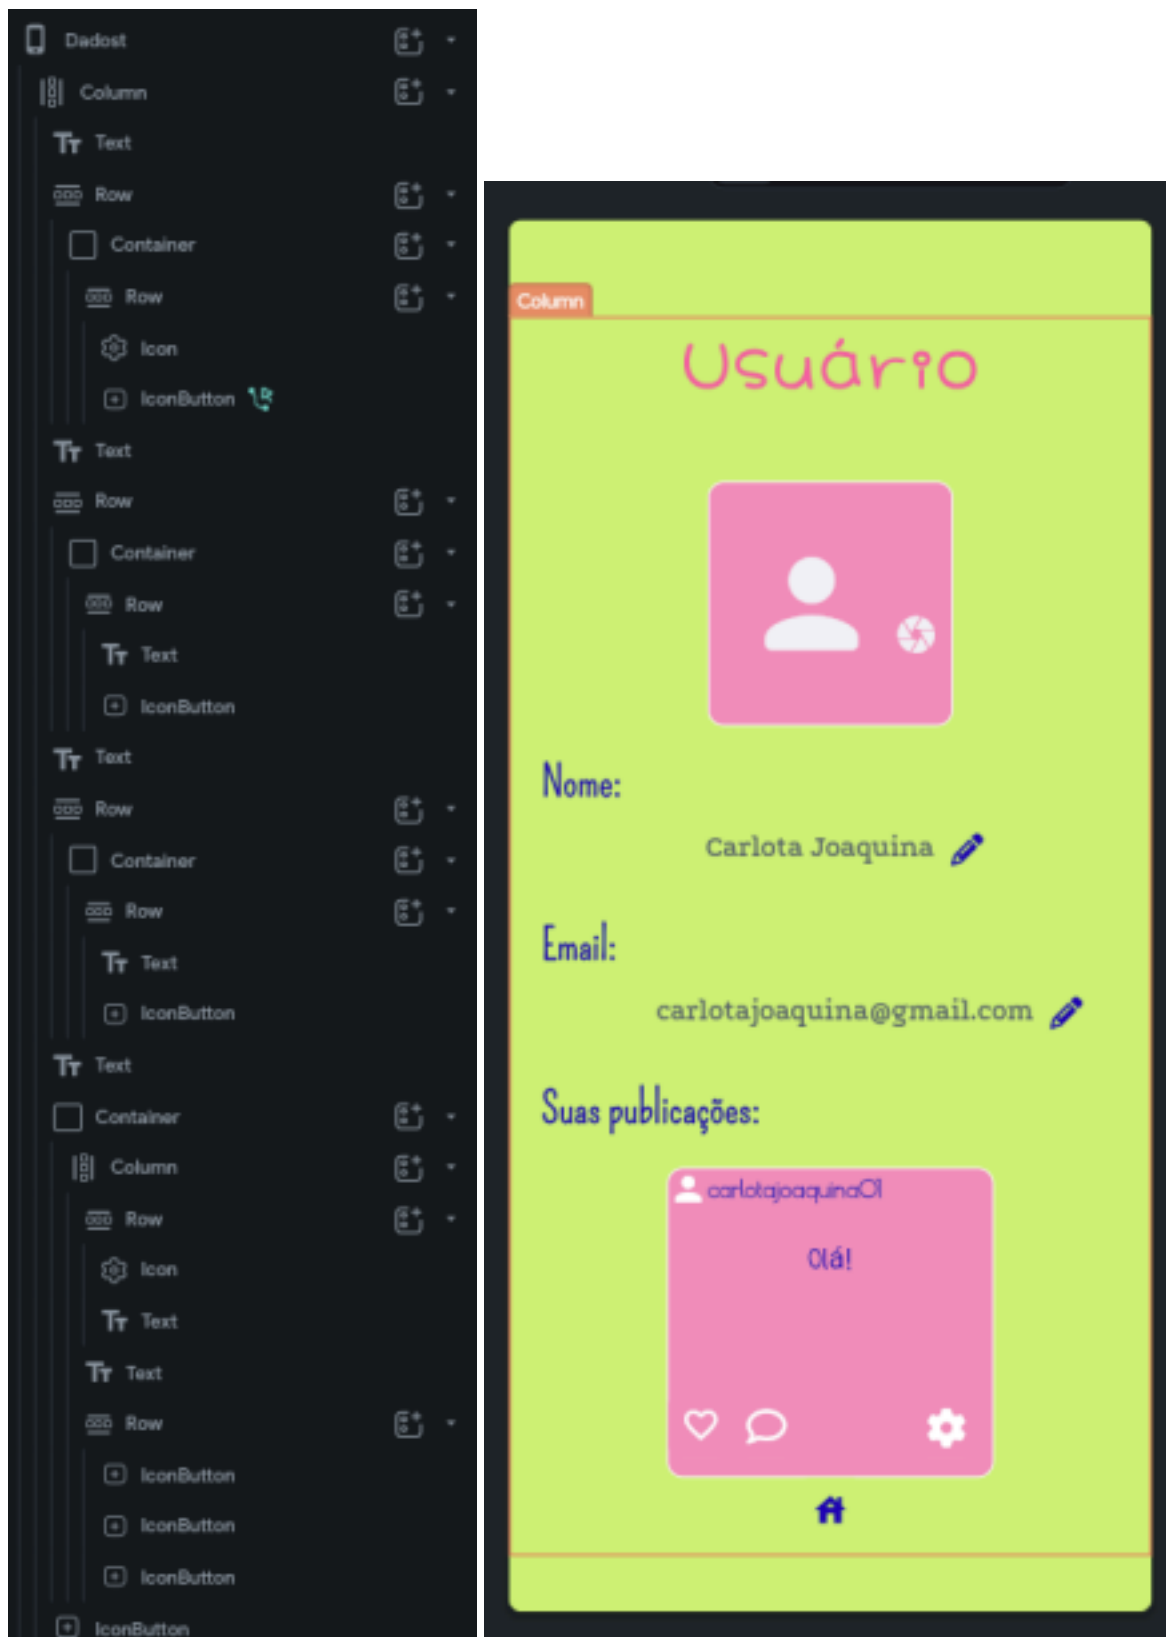 Dadost
Column
Text
Row
Container
Row
Icon
IconButton
Text
Row
Container
Row
Text
IconButton
Text
Row
Container
Row
Text
IconButton
Text
Container
Column
Row
Icon
Text
Text
Row
IconButton
IconButton
IconButton
IconButton
Column
Usuário
Nome:
Carlota Joaquina
Email:
carlotajoaquina@gmail.com
Suas publicações:
carlotajoaquina01
Olá!